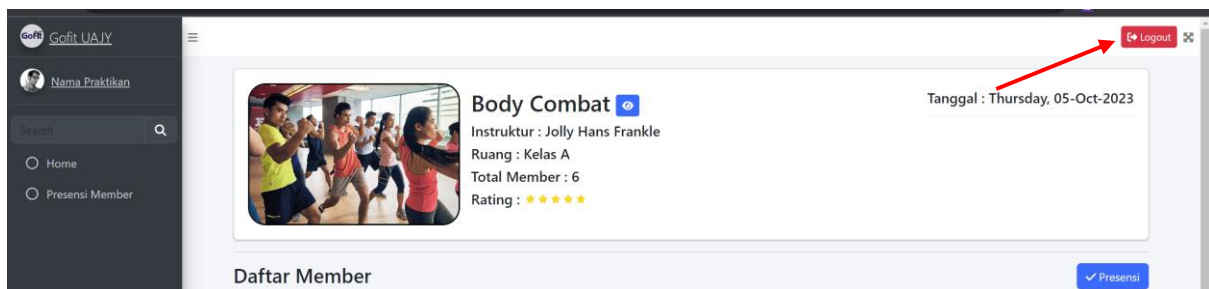 Gofit Gofit UAJY
Logout
Nama Praktikan
Search
Home
Presensi Member
Body Combat
Instruktur : Jolly Hans Frankle
Ruang : Kelas A
Total Member : 6
Rating :
Tanggal : Thursday, 05-Oct-2023
Daftar Member
Presensi